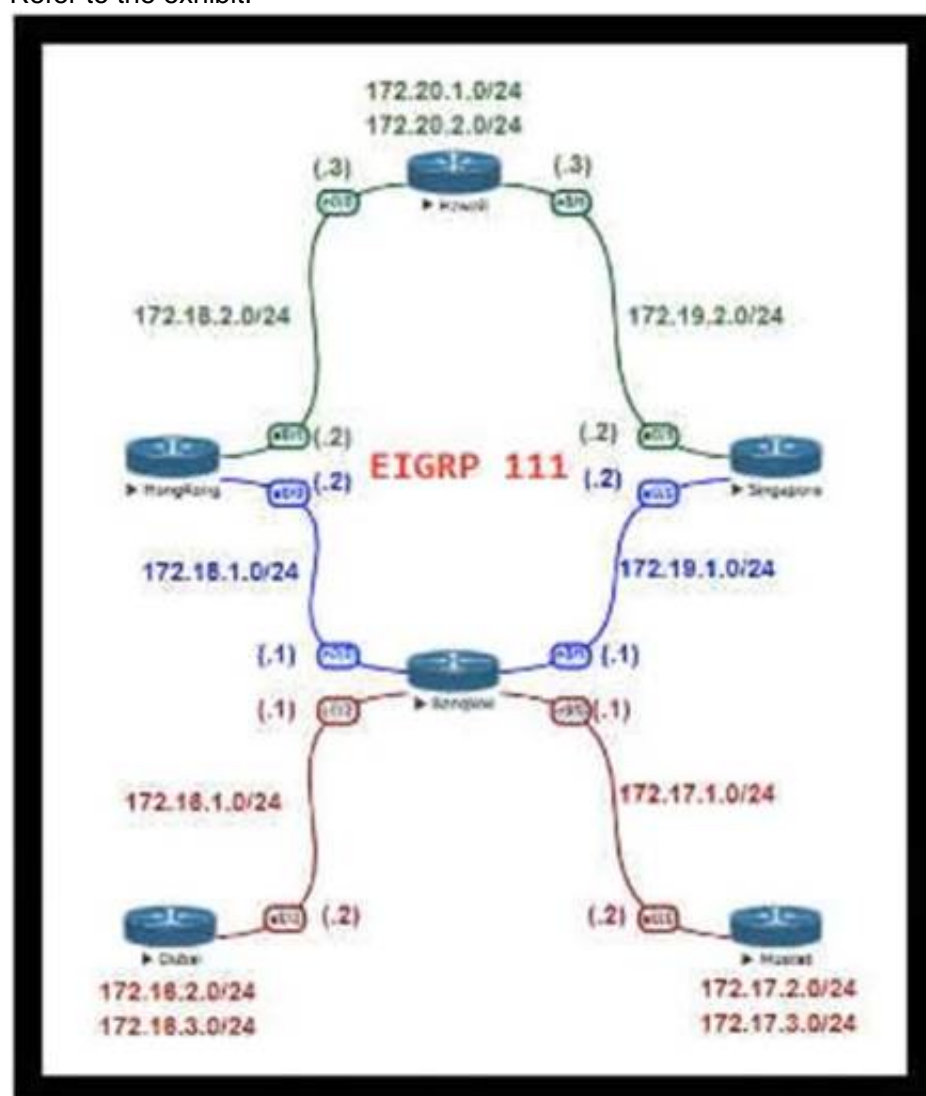 Refer to the exhibit.
172.20.1.0/24
172.20.2.0/24
(.3) (.3)
Hawaii
172.18.2.0/24 172.19.2.0/24
(.2) (.2)
EIGRP 111
HongKong (.2) (.2) Singapore
172.18.1.0/24 172.19.1.0/24
(.1) (.1)
(.1) (.1)
172.16.1.0/24 172.17.1.0/24
(.2) (.2)
Dubai
172.16.2.0/24 172.17.2.0/24
172.16.3.0/24 172.17.3.0/24